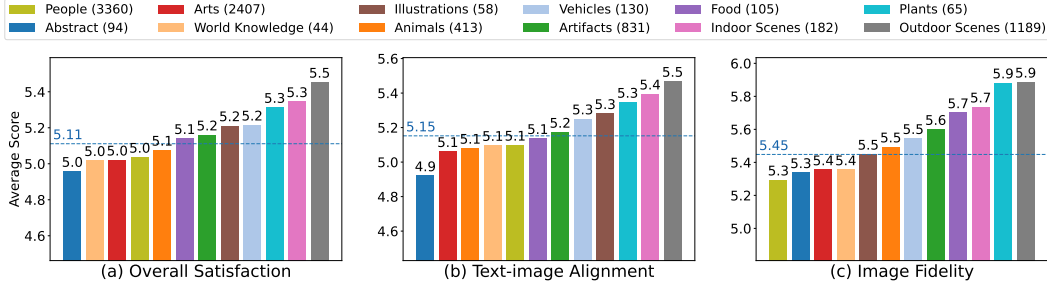 People (3360) Arts (2407) Illustrations (58) Vehicles (130) Food (105) Plants (65)
Abstract (94) World Knowledge (44) Animals (413) Artifacts (831) Indoor Scenes (182) Outdoor Scenes (1189)
Average Score
5.4
5.2
5.0
4.8
4.6
5.11
5.0 5.0 5.0 5.0 5.1 5.1 5.2 5.2 5.2 5.3 5.3 5.5
(a) Overall Satisfaction
5.6
5.4
5.2
5.0
4.8
4.6
5.15
4.9 5.1 5.1 5.1 5.1 5.1 5.2 5.3 5.3 5.3 5.4 5.5
(b) Text-image Alignment
6.0
5.8
5.6
5.4
5.2
5.0
5.45
5.3 5.3 5.4 5.4 5.5 5.5 5.5 5.6 5.7 5.7 5.9 5.9
(c) Image Fidelity